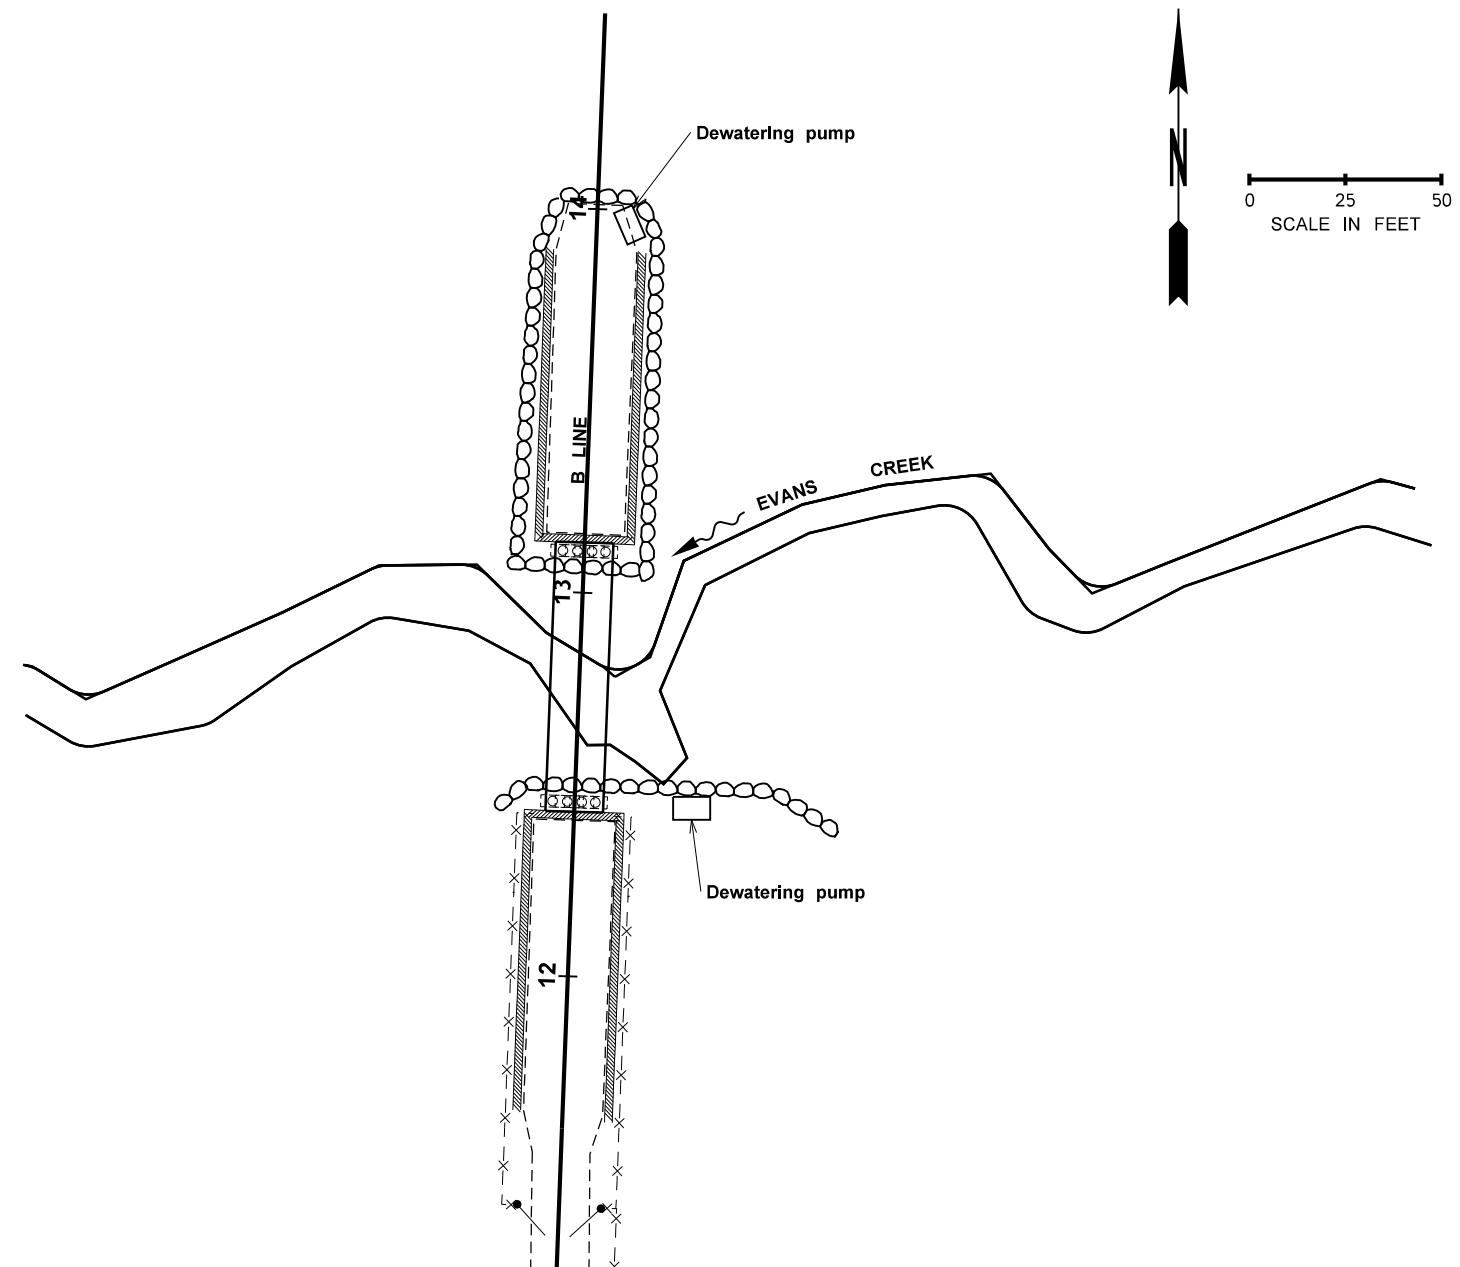 Dewatering pump
N
0 25 50
SCALE IN FEET
14
B LINE
EVANS CREEK
13
Dewatering pump
12